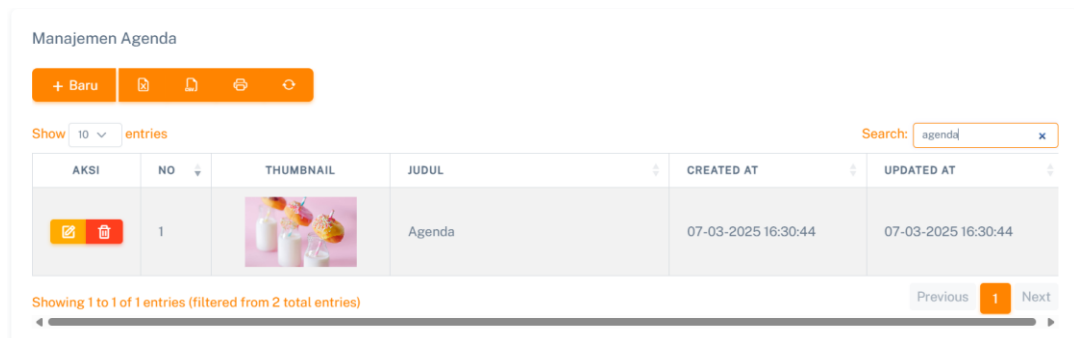 Manajemen Agenda
+ Baru
Show 10 entries
Search: agenda
AKSI NO THUMBNAIL JUDUL CREATED AT UPDATED AT
1 Agenda 07-03-2025 16:30:44 07-03-2025 16:30:44
Showing 1 to 1 of 1 entries (filtered from 2 total entries)
Previous 1 Next